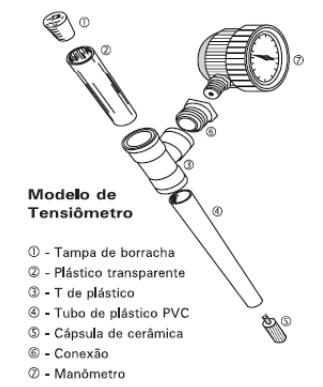 ①
②
⑦
⑥
③
④
⑤
Modelo de
Tensiômetro
① - Tampa de borracha
② - Plástico transparente
③ - T de plástico
④ - Tubo de plástico PVC
⑤ - Cápsula de cerâmica
⑥ - Conexão
⑦ - Manômetro